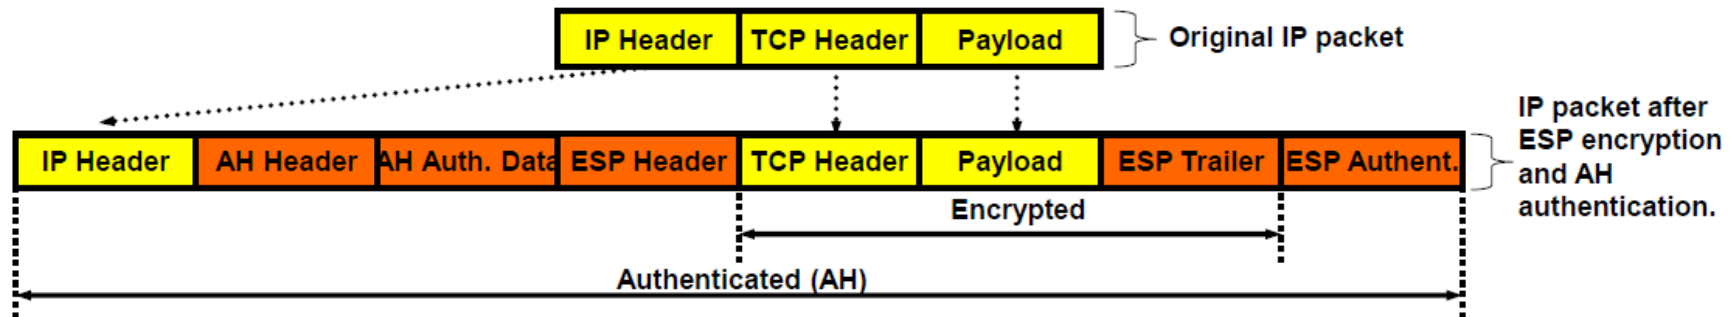 IP Header TCP Header Payload Original IP packet
IP packet after
ESP encryption
and AH
authentication.
IP Header AH Header AH Auth. Data ESP Header TCP Header Payload ESP Trailer ESP Authent.
Encrypted
Authenticated (AH)